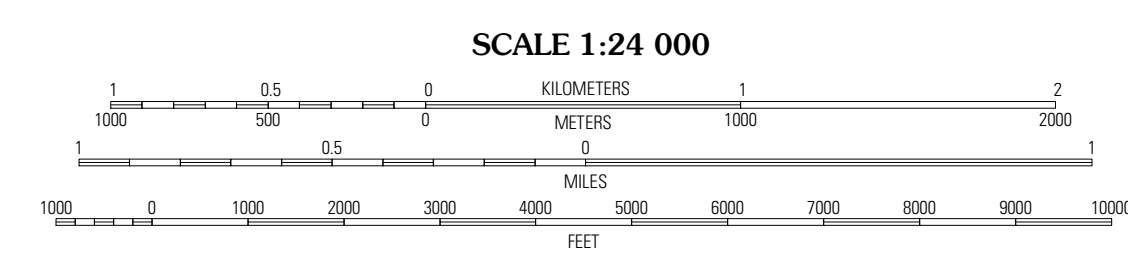 SCALE 1:24 000
1 0.5 0 KILOMETERS 1 2
1000 500 0 METERS 1000 2000
1 0.5 0 1
MILES
1000 0 1000 2000 3000 4000 5000 6000 7000 8000 9000 10000
FEET